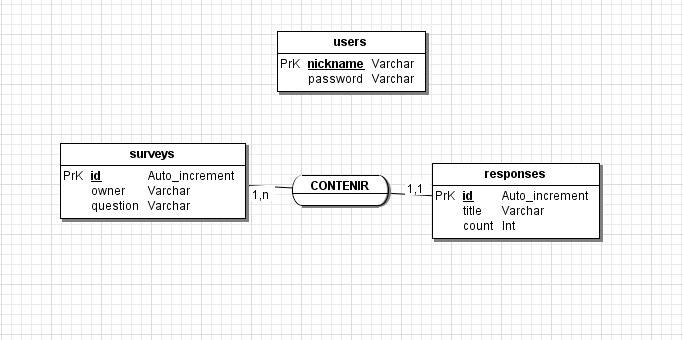 users
PrK nickname Varchar
password Varchar
surveys
PrK id Auto_increment
owner Varchar
question Varchar
1,n
CONTENIR
1,1
responses
PrK id Auto_increment
title Varchar
count Int